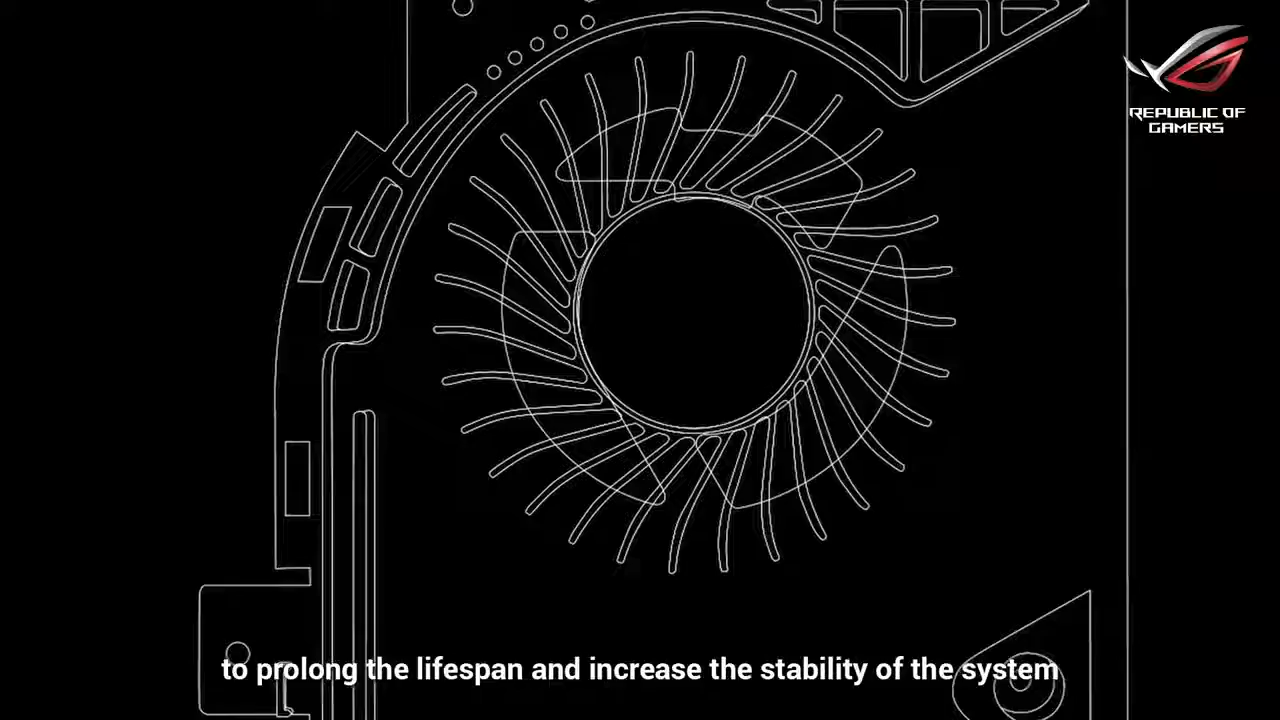 REPUBLIC OF
GAMERS
to prolong the lifespan and increase the stability of the system